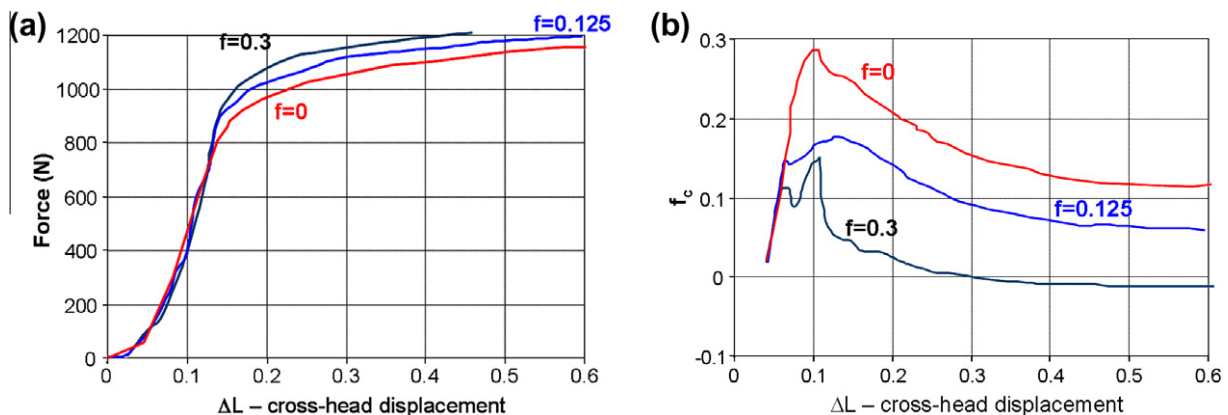 (a)
f=0.125
1200
f=0.3
1000
f=0
800
600
400
200
0
Force (N)
0 0.1 0.2 0.3 0.4 0.5 0.6
ΔL – cross-head displacement
(b)
0.3
f=0
0.2
0.1
f=0.125
f=0.3
0
-0.1
fc
0 0.1 0.2 0.3 0.4 0.5 0.6
ΔL – cross-head displacement